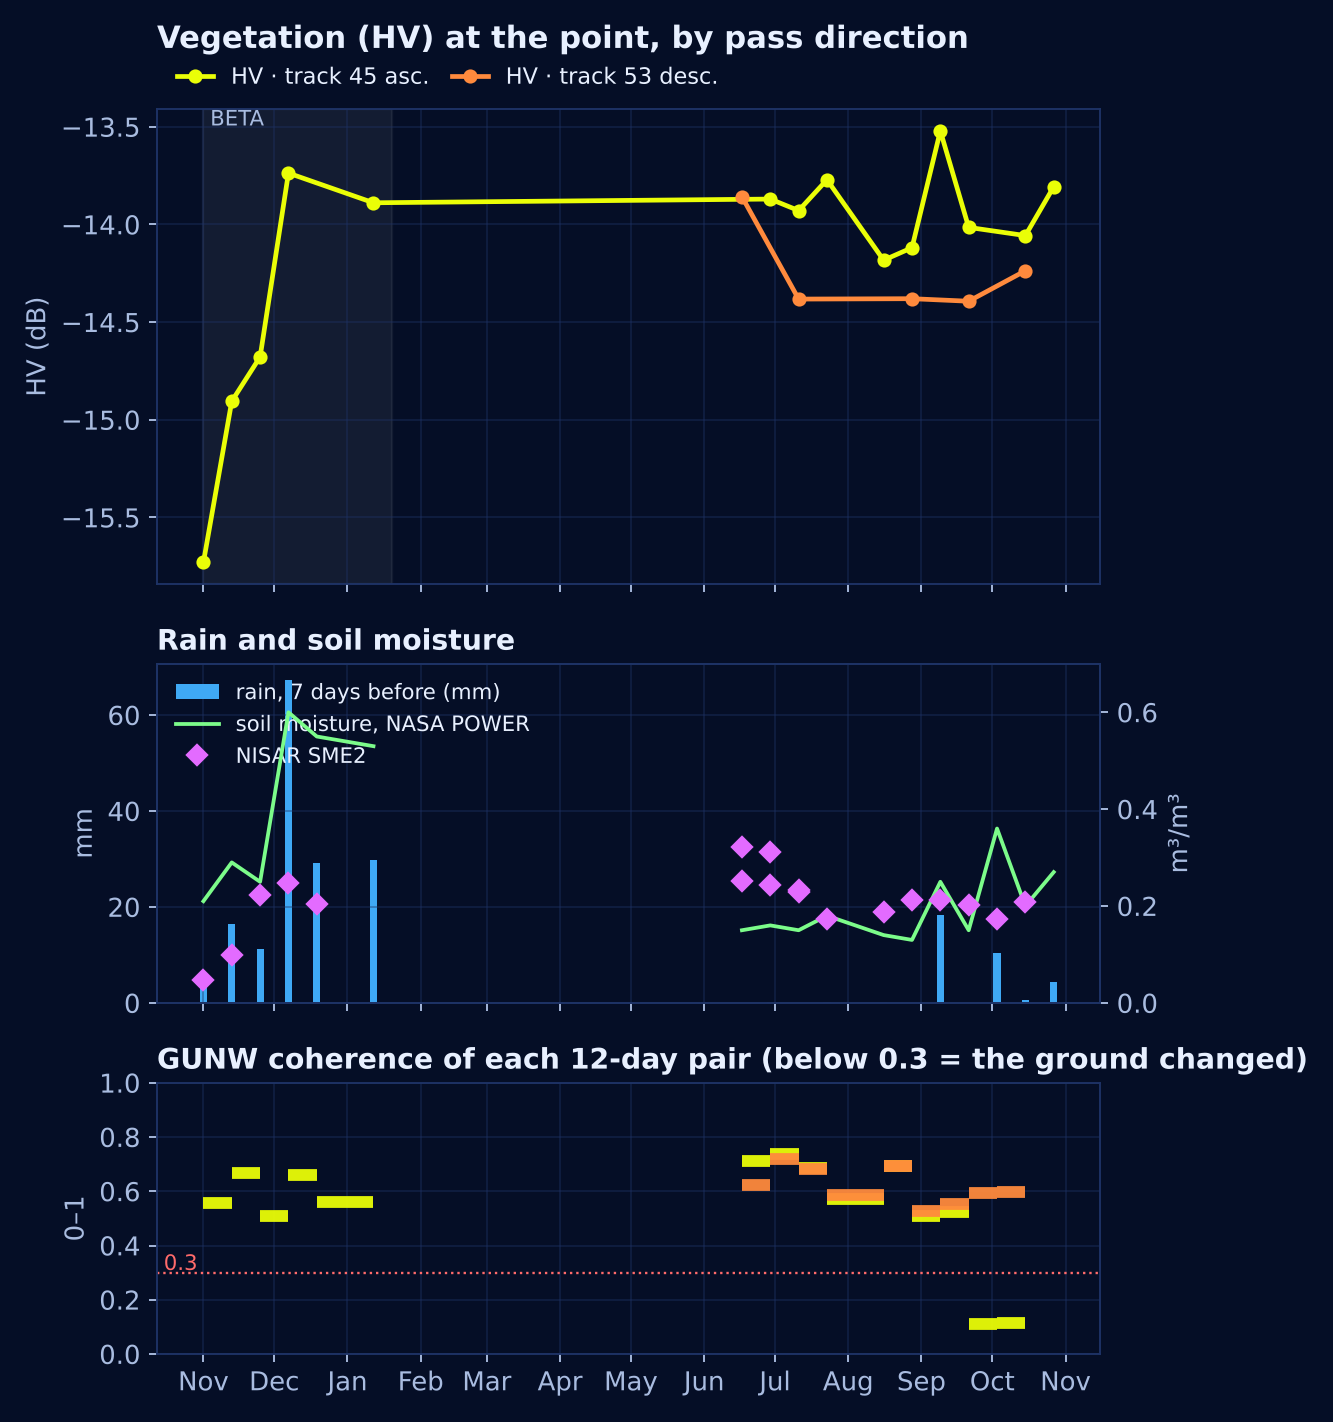 Vegetation (HV) at the point, by pass direction
HV · track 45 asc. HV · track 53 desc.
BETA
−13.5
−14.0
−14.5
−15.0
−15.5
HV (dB)
Rain and soil moisture
rain, 7 days before (mm)
soil moisture, NASA POWER
NISAR SME2
60
40
20
0
mm
0.6
0.4
0.2
0.0
m³/m³
GUNW coherence of each 12-day pair (below 0.3 = the ground changed)
1.0
0.8
0.6
0.4
0.2
0.0
0–1
0.3
Nov Dec Jan Feb Mar Apr May Jun Jul Aug Sep Oct Nov